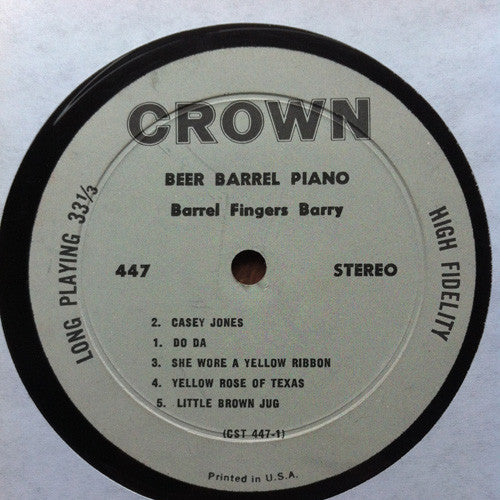 CROWN
BEER BARREL PIANO
Barrel Fingers Barry
LONG PLAYING 33 1/3
HIGH FIDELITY
447
STEREO
2. CASEY JONES
1. DO DA
3. SHE WORE A YELLOW RIBBON
4. YELLOW ROSE OF TEXAS
5. LITTLE BROWN JUG
(CST 447-1)
Printed in U.S.A.